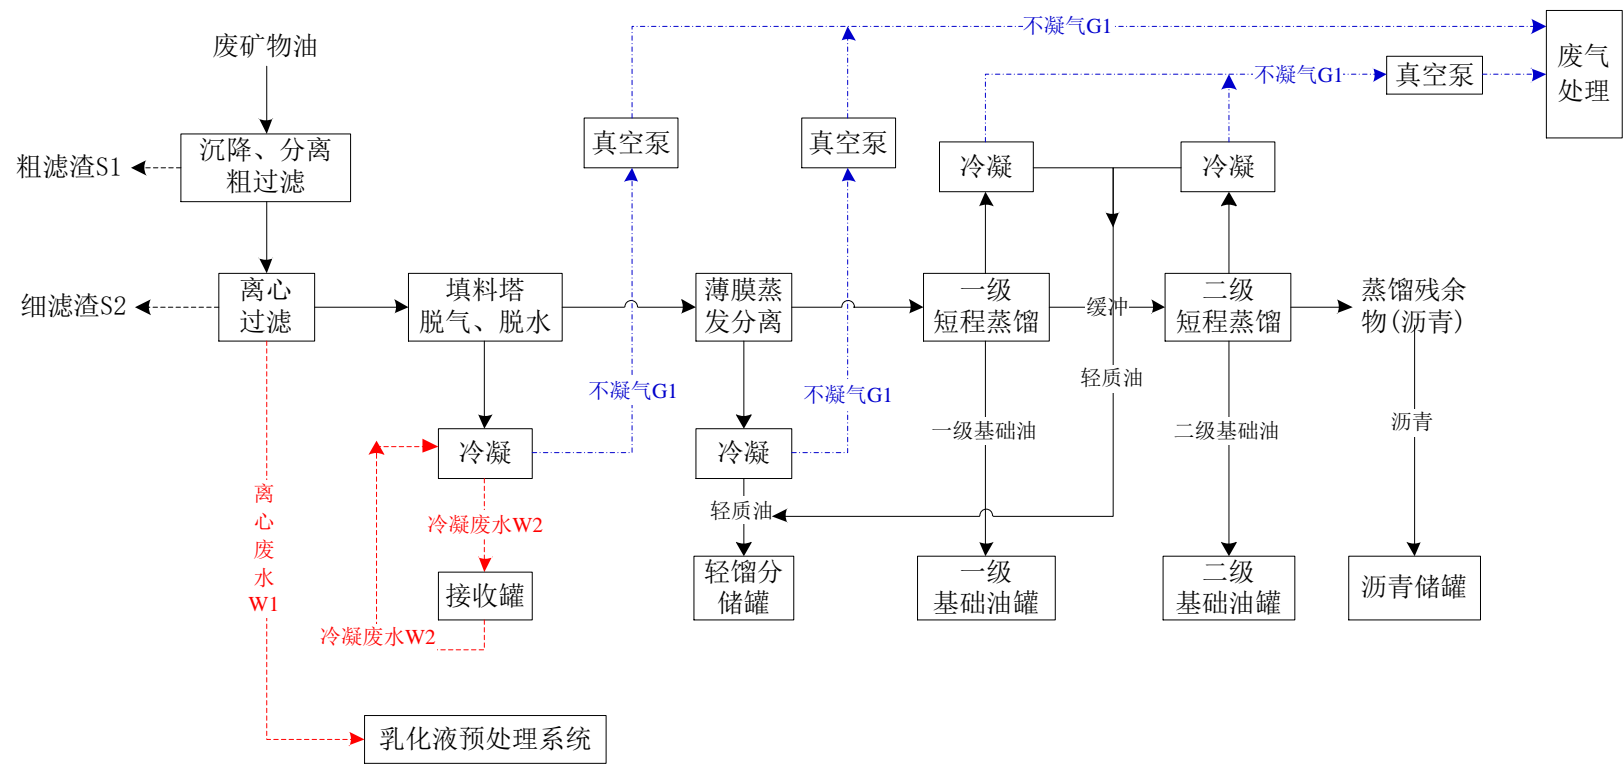 不凝气G1
废矿物油
废气
处理
不凝气G1
真空泵
真空泵
真空泵
沉降、分离
粗过滤
粗滤渣S1
冷凝
冷凝
离心
过滤
细滤渣S2
填料塔
脱气、脱水
薄膜蒸
发分离
一级
短程蒸馏
缓冲
二级
短程蒸馏
蒸馏残余
物(沥青)
轻质油
不凝气G1
不凝气G1
一级基础油
二级基础油
沥青
冷凝
冷凝
离
心
废
水
W1
轻质油
冷凝废水W2
接收罐
轻馏分
储罐
一级
基础油罐
二级
基础油罐
沥青储罐
冷凝废水W2
乳化液预处理系统